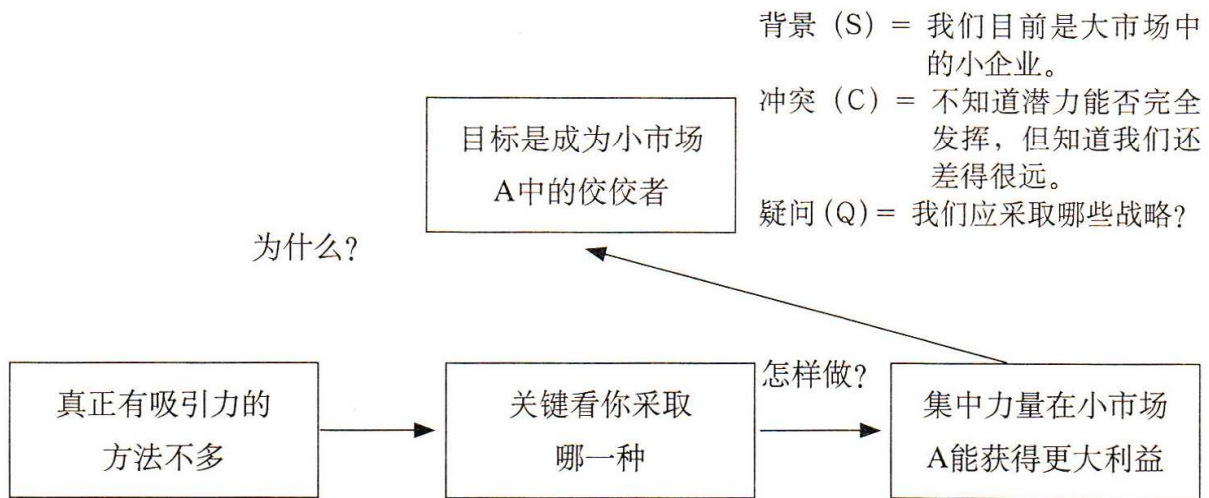 背景（S）= 我们目前是大市场中
的小企业。
冲突（C）= 不知道潜力能否完全
发挥，但知道我们还
差得很远。
疑问(Q)= 我们应采取哪些战略?
目标是成为小市场
A中的佼佼者
为什么?
真正有吸引力的
方法不多
关键看你采取
哪一种
怎样做?
集中力量在小市场
A能获得更大利益